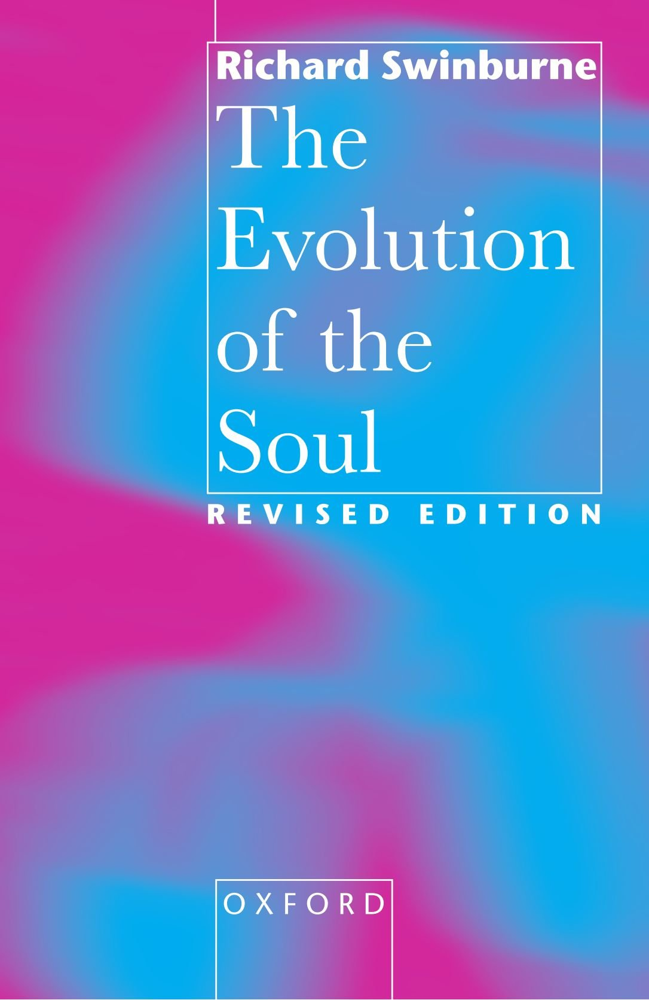 Richard Swinburne
The
Evolution
of the
Soul
REVISED EDITION
OXFORD